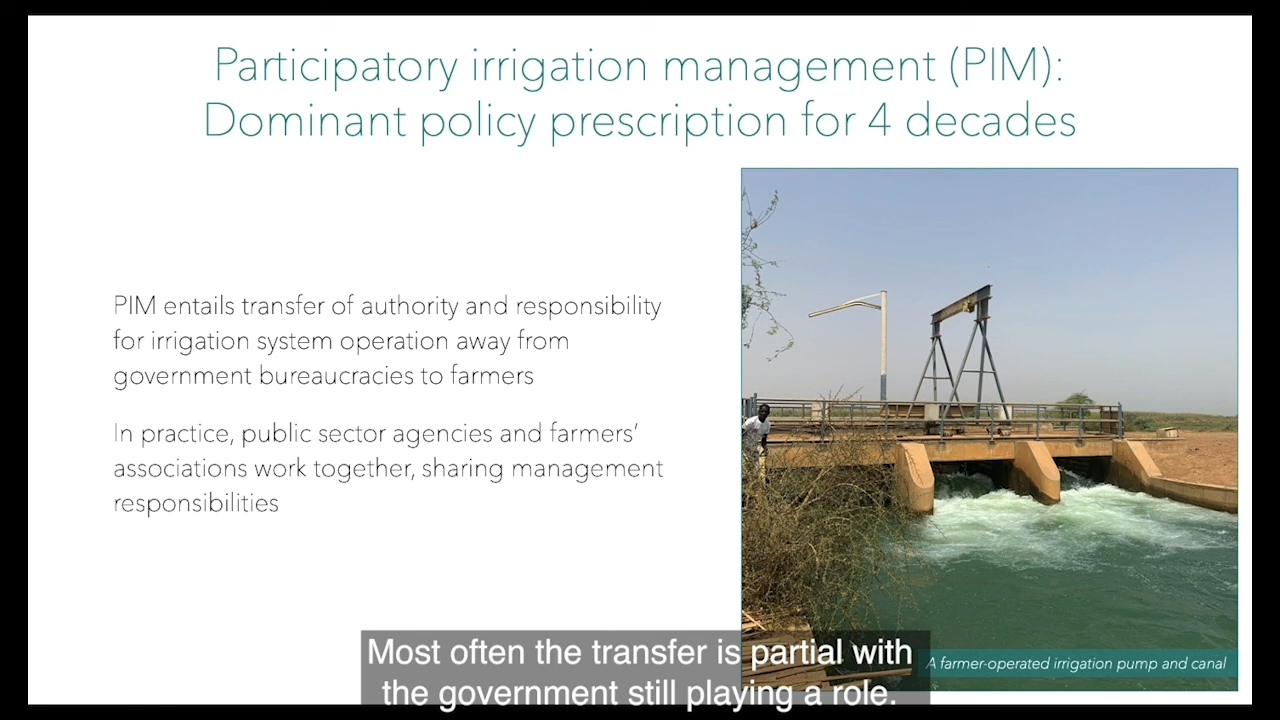 Participatory irrigation management (PIM):
Dominant policy prescription for 4 decades
PIM entails transfer of authority and responsibility
for irrigation system operation away from
government bureaucracies to farmers
In practice, public sector agencies and farmers’
associations work together, sharing management
responsibilities
A farmer-operated irrigation pump and canal
Most often the transfer is partial with
the government still playing a role.